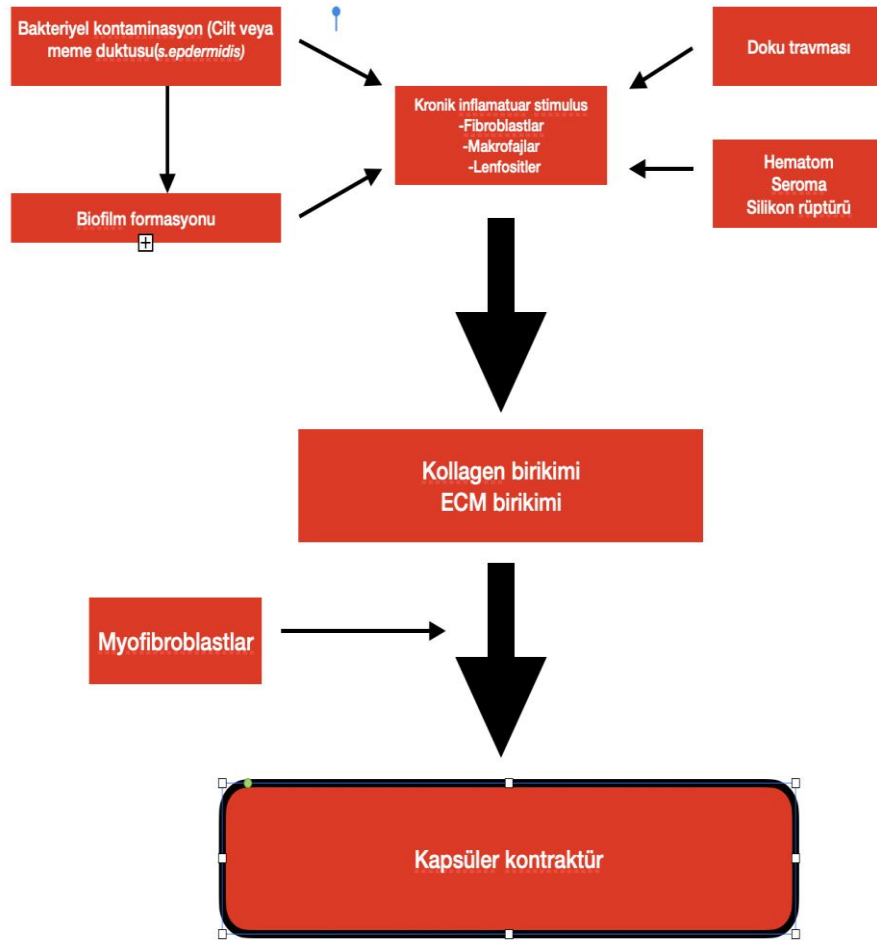 Bakteriyel kontaminasyon (Cilt veya
meme duktusu(s.epdermidis)
Doku travması
Kronik inflamatuar stimulus
-Fibroblastlar
-Makrofajlar
-Lenfositler
Hematom
Seroma
Silikon rüptürü
Biofilm formasyonu
Kollagen birikimi
ECM birikimi
Myofibroblastlar
Kapsüler kontraktür